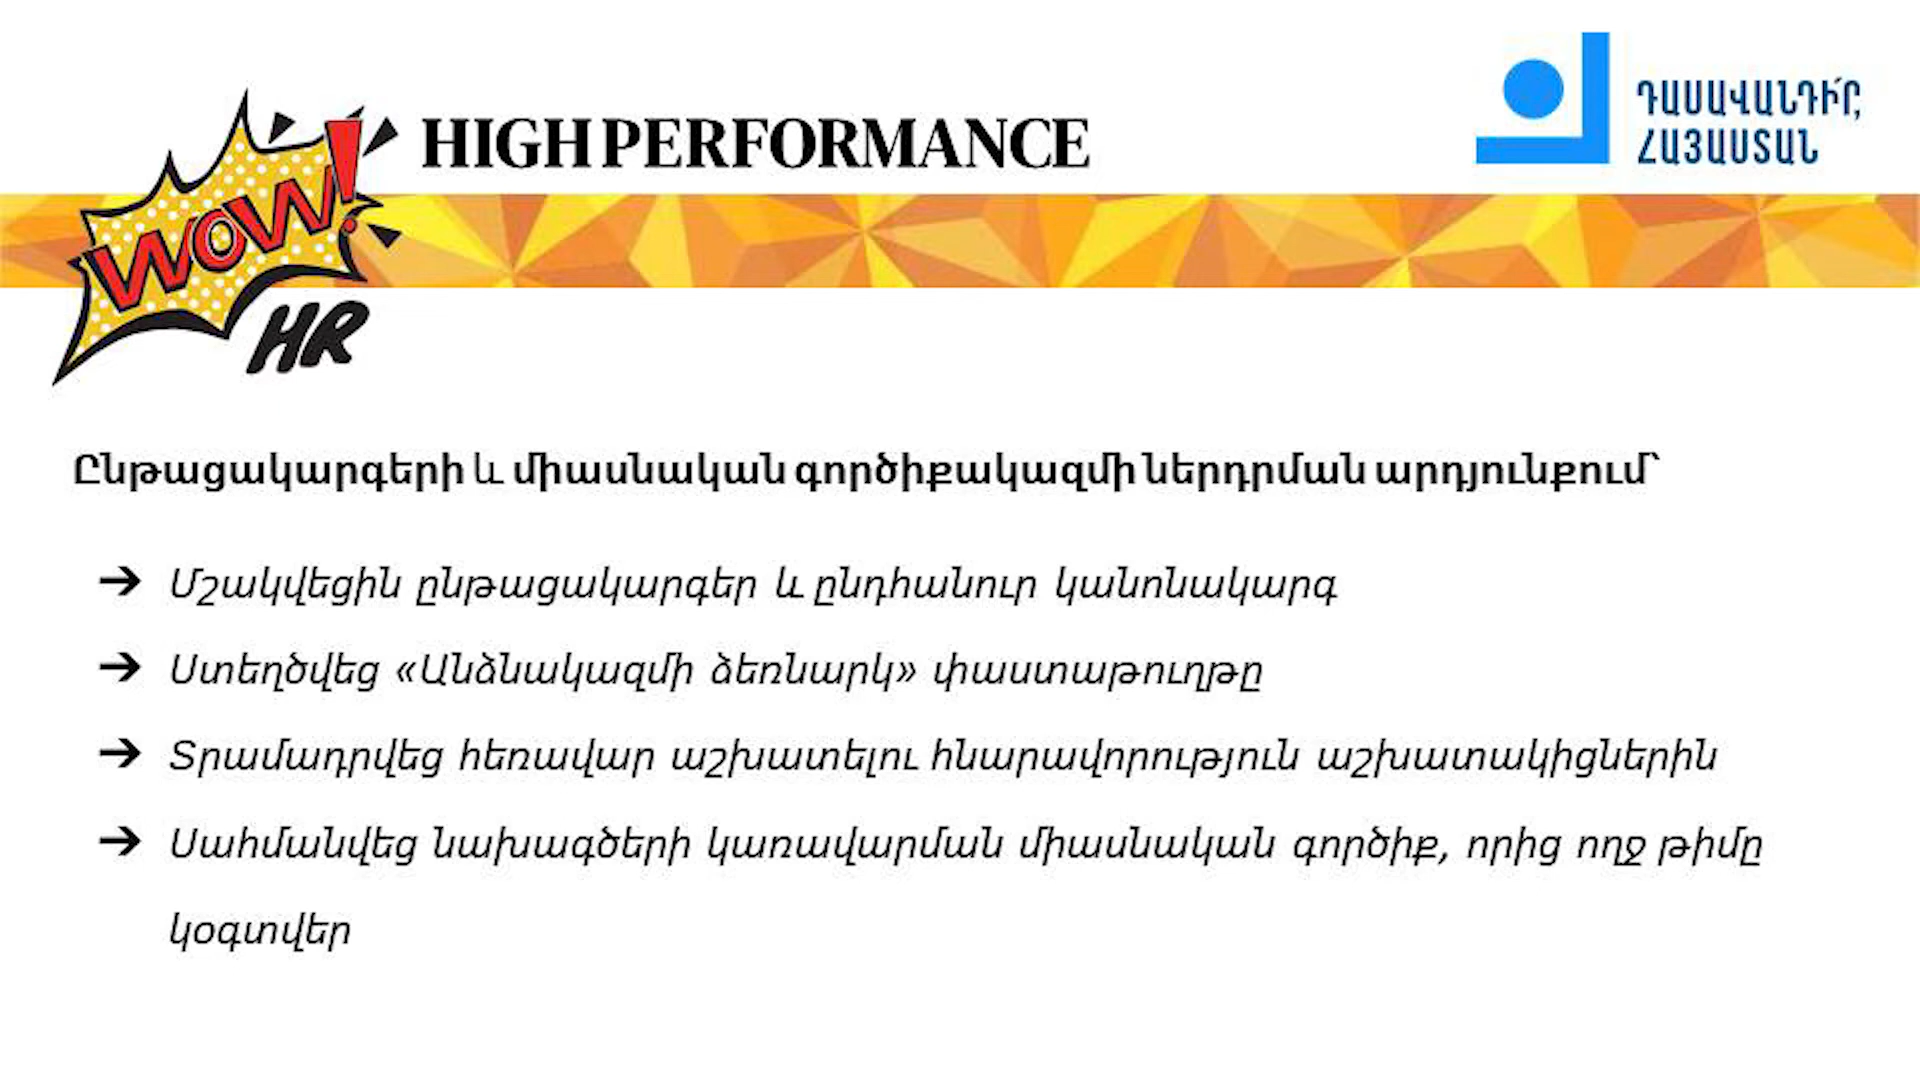 HIGH PERFORMANCE
ԴԱՍԱՎԱՆԴԻ՛Ր,
ՀԱՅԱՍՏԱՆ
WOW!
HR
Ընթացակարգերի և միասնական գործիքակազմի ներդրման արդյունքում՝
➔ Մշակվեցին ընթացակարգեր և ընդհանուր կանոնակարգ
➔ Ստեղծվեց «Անձնակազմի ձեռնարկ» փաստաթուղթը
➔ Տրամադրվեց հեռավար աշխատելու հնարավորություն աշխատակիցներին
➔ Սահմանվեց նախագծերի կառավարման միասնական գործիք, որից ողջ թիմը
կօգտվեր